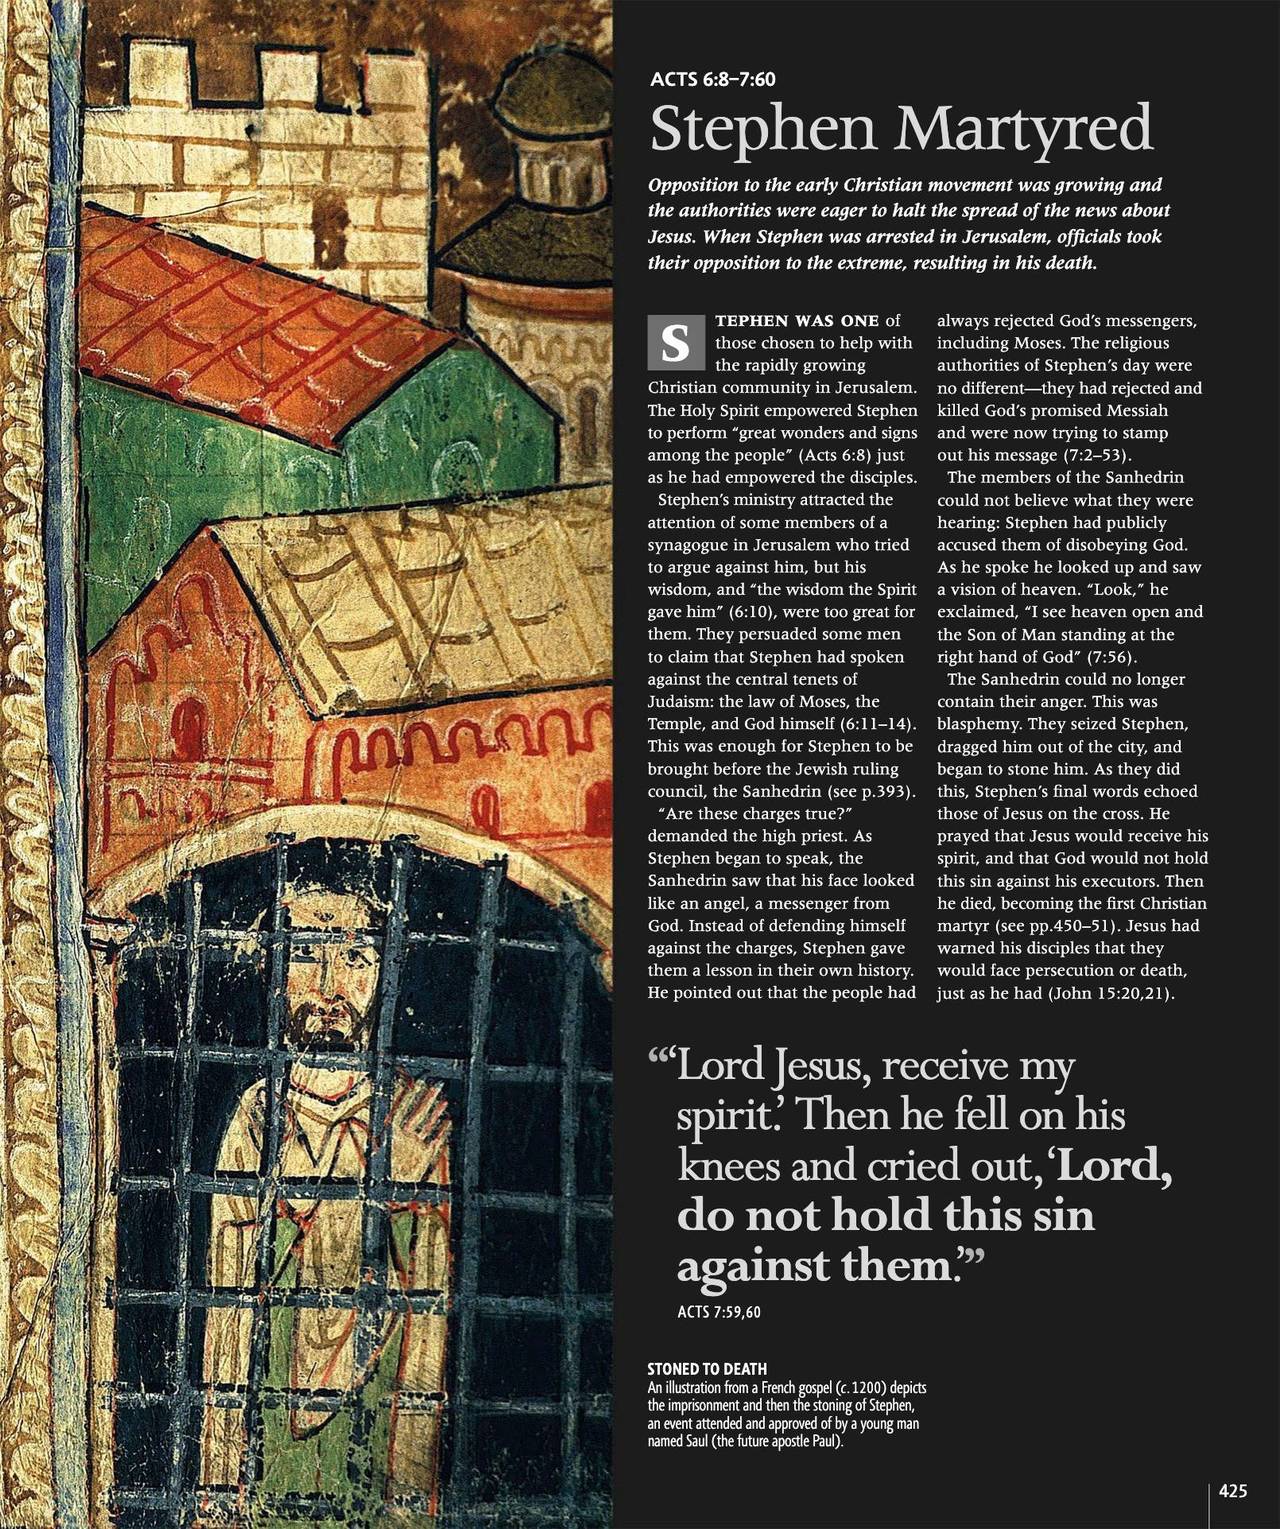 ACTS 6:8–7:60
Stephen Martyred
Opposition to the early Christian movement was growing and
the authorities were eager to halt the spread of the news about
Jesus. When Stephen was arrested in Jerusalem, officials took
their opposition to the extreme, resulting in his death.
STEPHEN WAS ONE of
those chosen to help with
the rapidly growing
Christian community in Jerusalem.
The Holy Spirit empowered Stephen
to perform “great wonders and signs
among the people” (Acts 6:8) just
as he had empowered the disciples.
Stephen’s ministry attracted the
attention of some members of a
synagogue in Jerusalem who tried
to argue against him, but his
wisdom, and “the wisdom the Spirit
gave him” (6:10), were too great for
them. They persuaded some men
to claim that Stephen had spoken
against the central tenets of
Judaism: the law of Moses, the
Temple, and God himself (6:11–14).
This was enough for Stephen to be
brought before the Jewish ruling
council, the Sanhedrin (see p.393).
“Are these charges true?”
demanded the high priest. As
Stephen began to speak, the
Sanhedrin saw that his face looked
like an angel, a messenger from
God. Instead of defending himself
against the charges, Stephen gave
them a lesson in their own history.
He pointed out that the people had
always rejected God’s messengers,
including Moses. The religious
authorities of Stephen’s day were
no different—they had rejected and
killed God’s promised Messiah
and were now trying to stamp
out his message (7:2–53).
The members of the Sanhedrin
could not believe what they were
hearing: Stephen had publicly
accused them of disobeying God.
As he spoke he looked up and saw
a vision of heaven. “Look,” he
exclaimed, “I see heaven open and
the Son of Man standing at the
right hand of God” (7:56).
The Sanhedrin could no longer
contain their anger. This was
blasphemy. They seized Stephen,
dragged him out of the city, and
began to stone him. As they did
this, Stephen’s final words echoed
those of Jesus on the cross. He
prayed that Jesus would receive his
spirit, and that God would not hold
this sin against his executors. Then
he died, becoming the first Christian
martyr (see pp.450–51). Jesus had
warned his disciples that they
would face persecution or death,
just as he had (John 15:20,21).
“‘Lord Jesus, receive my
spirit.’ Then he fell on his
knees and cried out, ‘Lord,
do not hold this sin
against them.’”
ACTS 7:59,60
STONED TO DEATH
An illustration from a French gospel (c.1200) depicts
the imprisonment and then the stoning of Stephen,
an event attended and approved of by a young man
named Saul (the future apostle Paul).
425